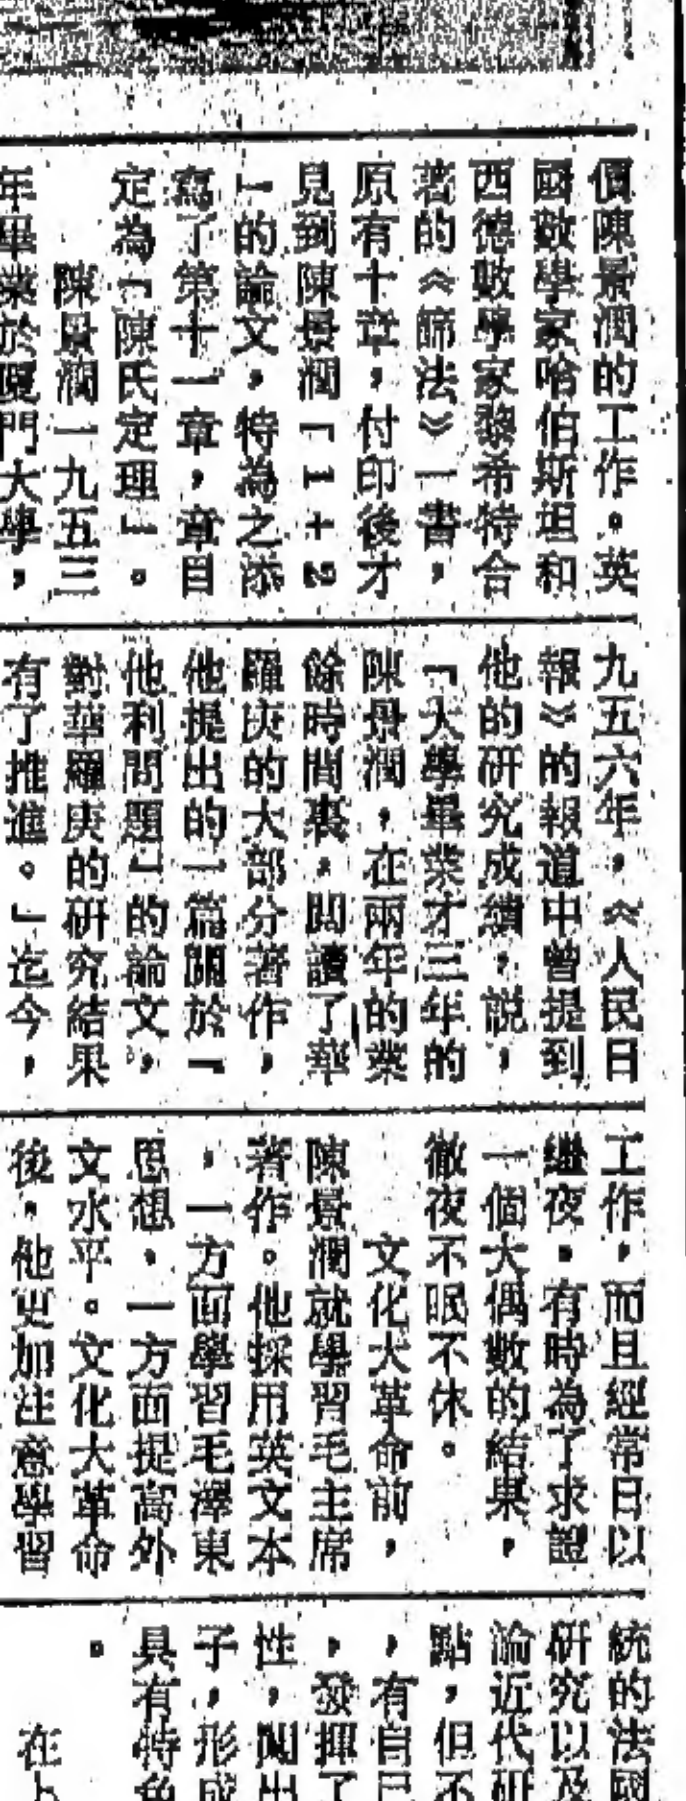 價陳景潤的工作。英
國數學家哈伯斯坦和
西德數學家黎希特合
著的《篩法》一書，
原有十章，付印後才
見到陳景潤「1+2
」的論文，特為之添
寫了第十一章，章目
定為「陳氏定理」。
陳景潤一九五三
年畢業於廈門大學，
九五六年，《人民日
報》的報道中曾提到
他的研究成績，說，
「大學畢業才三年的
陳景潤，在兩年的業
餘時間裏，閱讀了華
羅庚的大部分著作，
他提出的一篇關於「
他利問題」的論文，
對華羅庚的研究結果
有了推進。」迄今，
工作，而且經常日以
繼夜。有時為了求證
一個大偶數的結果，
徹夜不眠不休。
文化大革命前，
陳景潤就學習毛主席
著作。他採用英文本
，一方面學習毛澤東
思想，一方面提高外
文水平。文化大革命
後，他更加注意學習
統的法國
研究以及
論近代研
點，但不
，有自己
，發揮了
性，闖出
子，形成
具有特色
。
在上